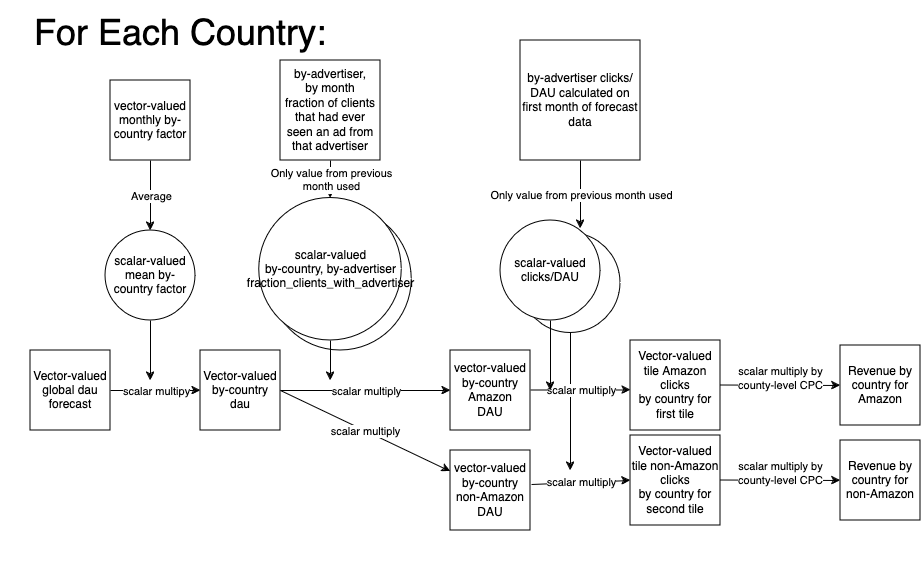 For Each Country:
vector-valued
monthly by-
country factor
by-advertiser,
by month
fraction of clients
that had ever
seen an ad from
that advertiser
by-advertiser clicks/
DAU calculated on
first month of forecast
data
Average
Only value from previous
month used
Only value from previous month used
scalar-valued
mean by-
country factor
scalar-valued
by-country, by-advertiser
fraction_clients_with_advertiser
scalar-valued
clicks/DAU
Vector-valued
global dau
forecast
scalar multipy
Vector-valued
by-country
dau
scalar multiply
vector-valued
by-country
Amazon
DAU
scalar multiply
Vector-valued
tile Amazon
clicks
by country for
first tile
scalar multiply by
county-level CPC
Revenue by
country for
Amazon
scalar multiply
vector-valued
by-country
non-Amazon
DAU
scalar multiply
Vector-valued
tile non-Amazon
clicks
by country for
second tile
scalar multiply by
county-level CPC
Revenue by
country for
non-Amazon